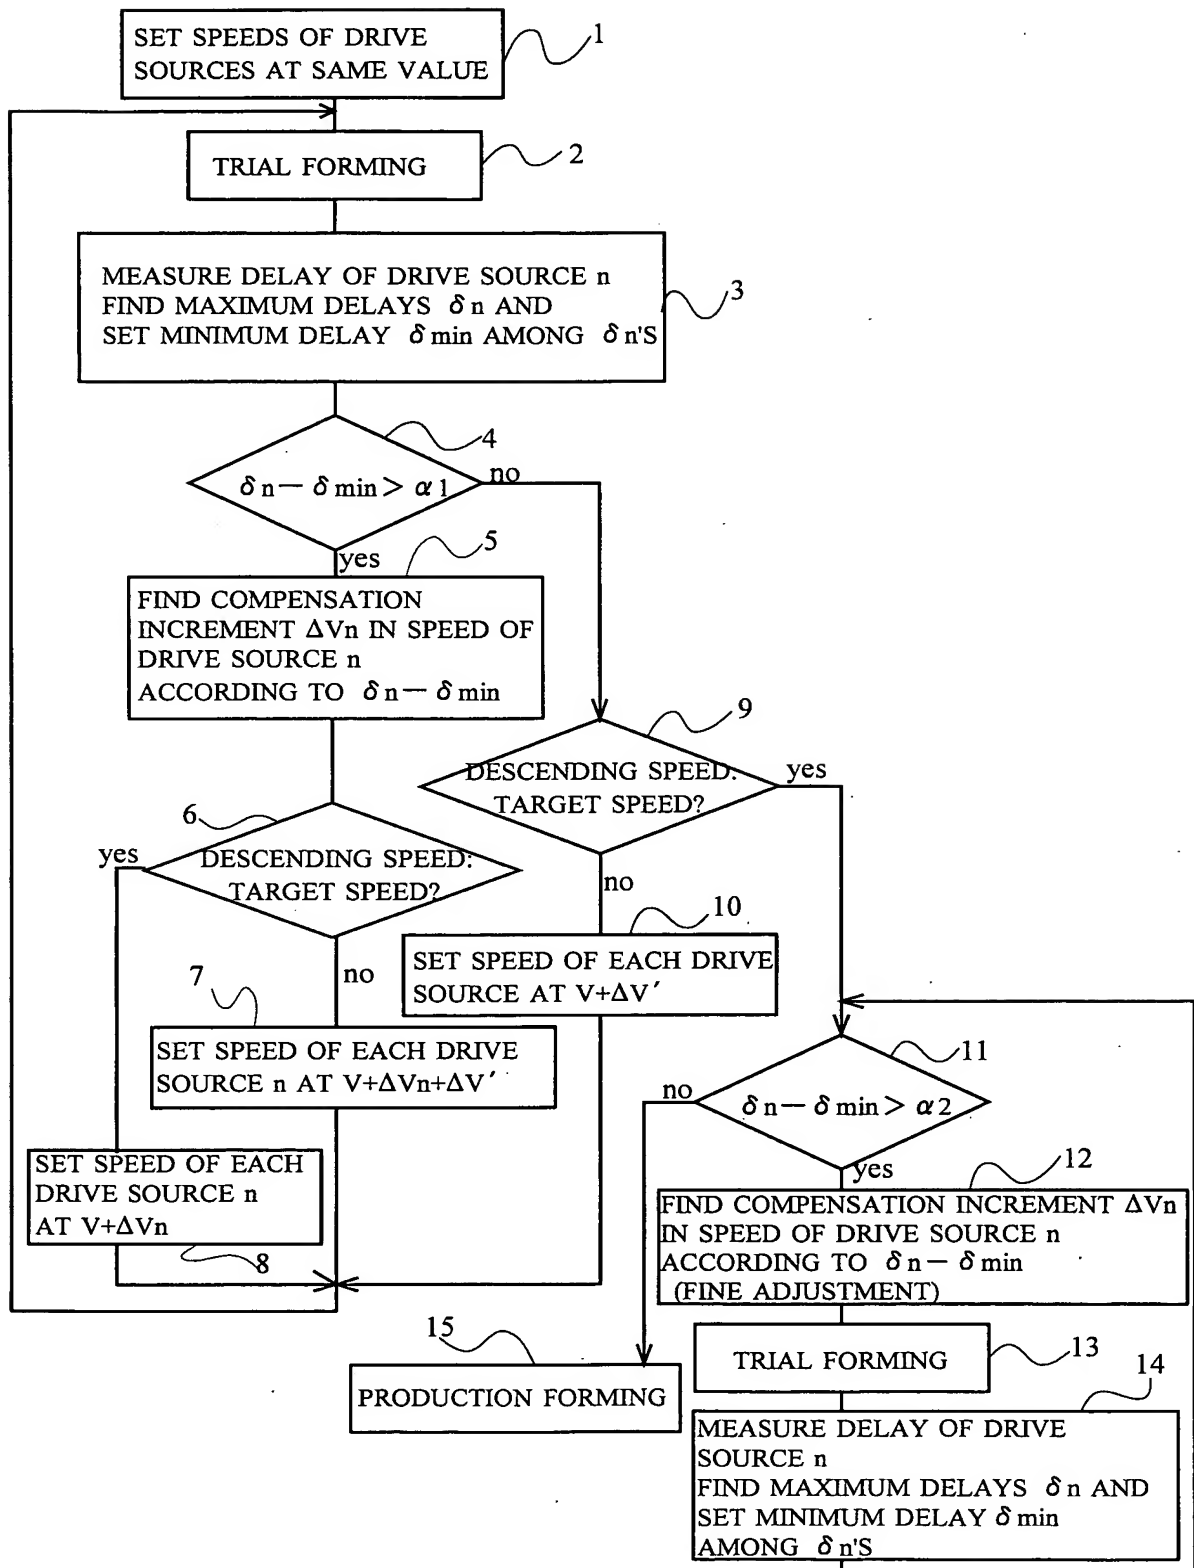 SET SPEEDS OF DRIVE
SOURCES AT SAME VALUE
1
TRIAL FORMING
2
MEASURE DELAY OF DRIVE SOURCE n
FIND MAXIMUM DELAYS δn AND
SET MINIMUM DELAY δmin AMONG δn'S
3
4
δn－δmin＞α1
no
yes
5
FIND COMPENSATION
INCREMENT ΔVn IN SPEED OF
DRIVE SOURCE n
ACCORDING TO δn－δmin
9
DESCENDING SPEED:
TARGET SPEED?
yes
no
6
DESCENDING SPEED:
TARGET SPEED?
yes
no
10
SET SPEED OF EACH DRIVE
SOURCE AT V+ΔV′
7
SET SPEED OF EACH DRIVE
SOURCE n AT V+ΔVn+ΔV′
11
δn－δmin＞α2
no
yes
SET SPEED OF EACH
DRIVE SOURCE n
AT V+ΔVn
8
12
FIND COMPENSATION INCREMENT ΔVn
IN SPEED OF DRIVE SOURCE n
ACCORDING TO δn－δmin
(FINE ADJUSTMENT)
15
PRODUCTION FORMING
TRIAL FORMING
13
14
MEASURE DELAY OF DRIVE
SOURCE n
FIND MAXIMUM DELAYS δn AND
SET MINIMUM DELAY δmin
AMONG δn'S